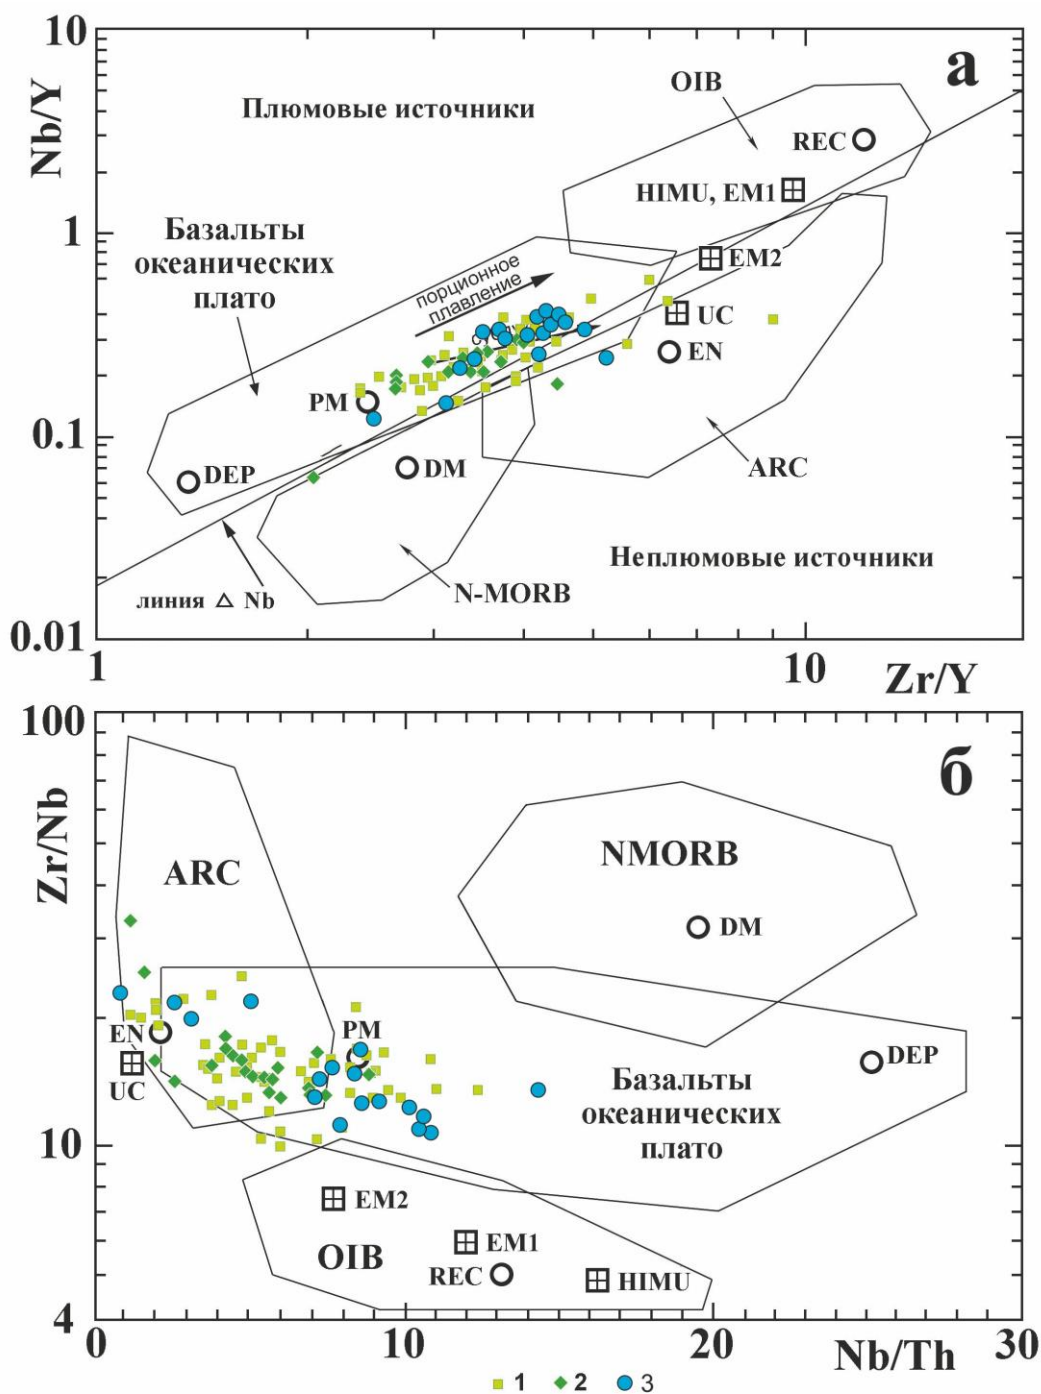 10
а
Nb/Y
OIB
Плюмовые источники
REC
HIMU, EM1
1
Базальты
океанических
плато
EM2
порционное
плавление
UC
EN
PM
0.1
DEP
DM
ARC
Неплюмовые источники
N-MORB
линия △ Nb
0.01
1
10
Zr/Y
100
б
Zr/Nb
ARC
NMORB
DM
EN
PM
DEP
UC
Базальты
океанических
плато
10
EM2
EM1
OIB
REC
HIMU
4
0
10
20
30
Nb/Th
1 2 3